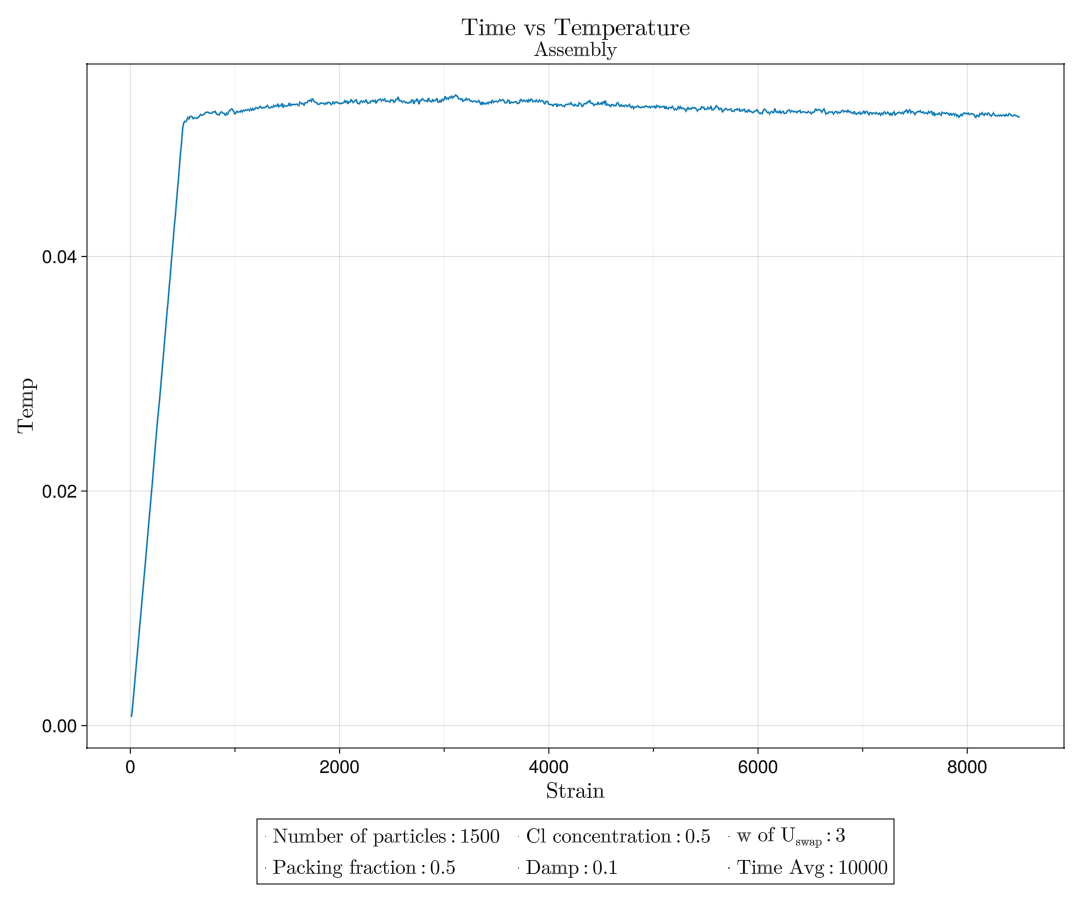 Time vs Temperature
Assembly
Temp
0.04
0.02
0.00
0 2000 4000 6000 8000
Strain
Number of particles : 1500 Cl concentration : 0.5 w of U_swap : 3
Packing fraction : 0.5 Damp : 0.1 Time Avg : 10000